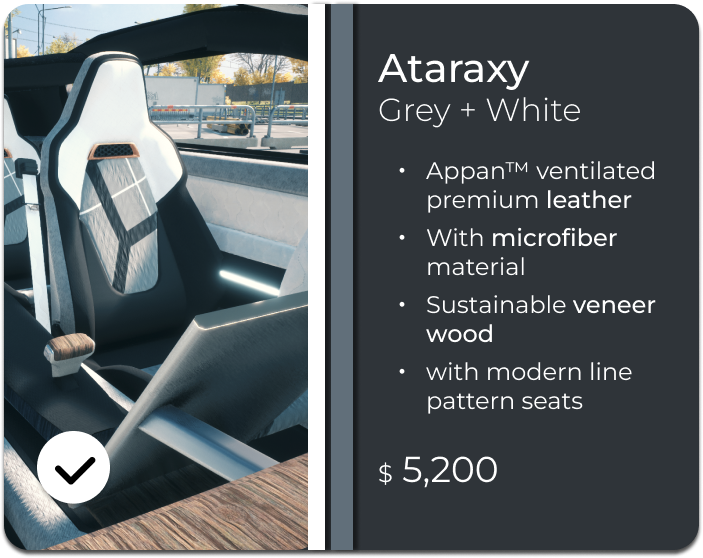 Ataraxy
Grey + White
• Appan™ ventilated
premium leather
• With microfiber
material
• Sustainable veneer
wood
• with modern line
pattern seats
$ 5,200